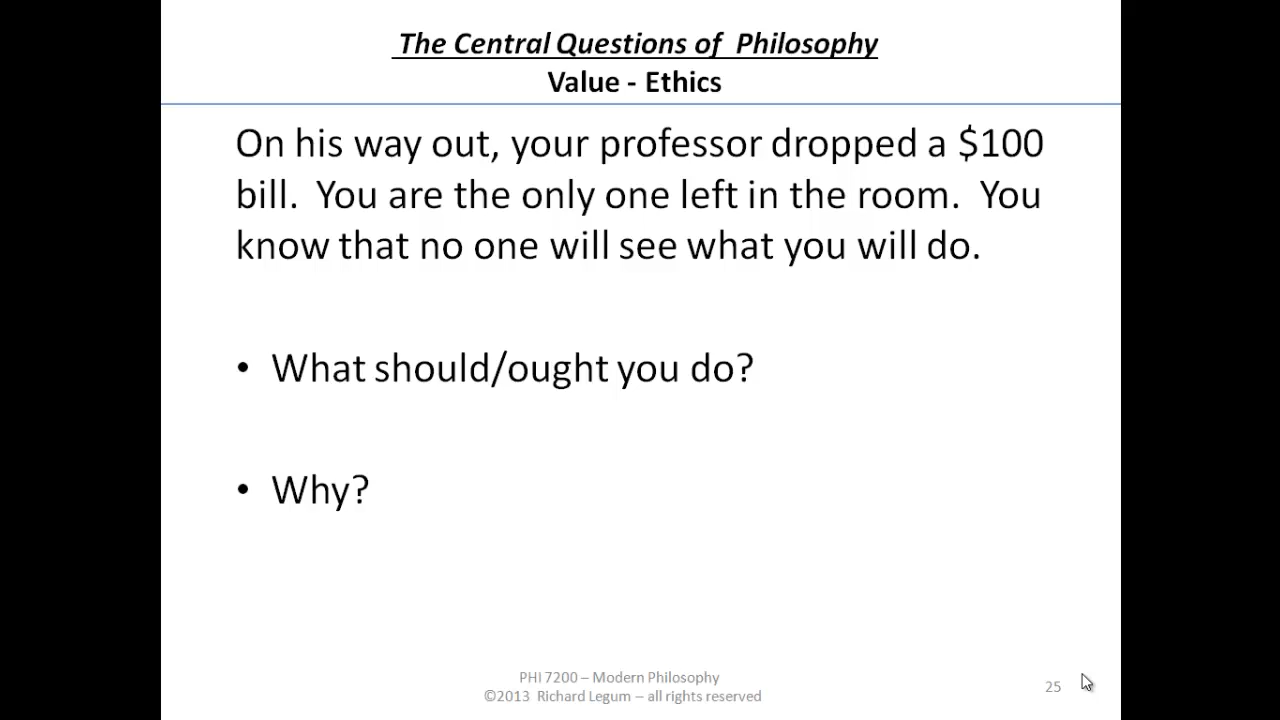 The Central Questions of Philosophy
Value - Ethics
On his way out, your professor dropped a $100
bill. You are the only one left in the room. You
know that no one will see what you will do.
• What should/ought you do?
• Why?
PHI 7200 – Modern Philosophy
©2013 Richard Legum – all rights reserved
25